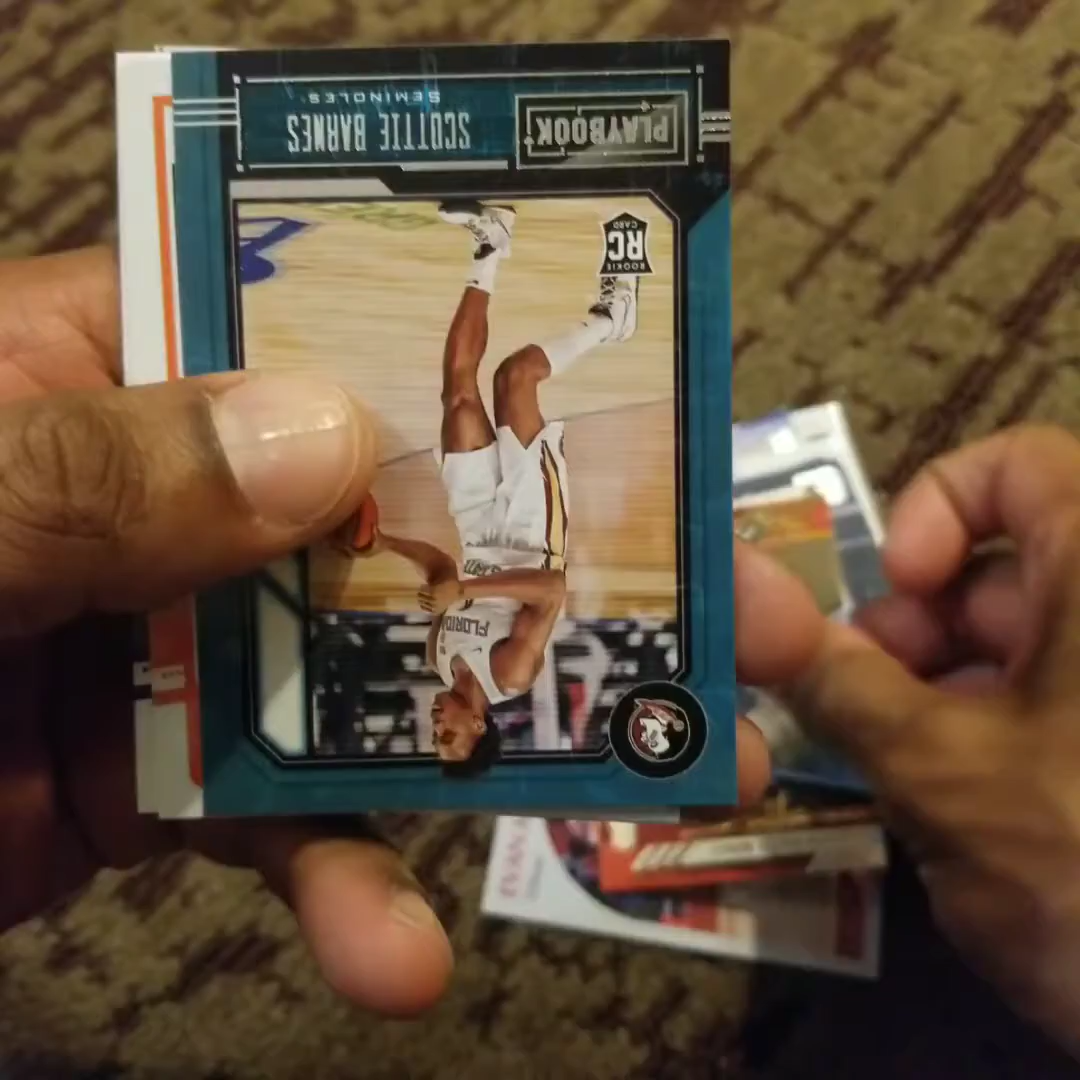 PLAYBOOK
SCOTTIE BARNES
SEMINOLES
ROOKIE
RC
CARD
FLORIDA